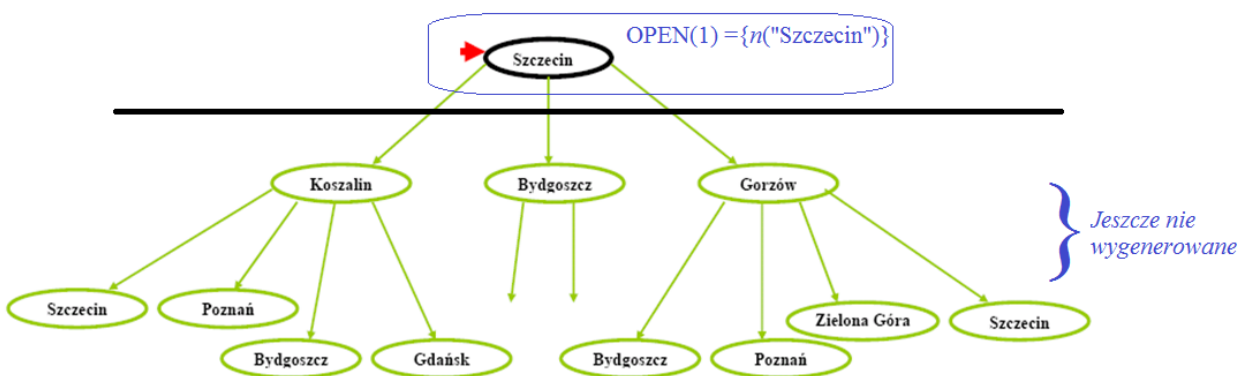 OPEN(1) ={n("Szczecin")}
Szczecin
Koszalin
Bydgoszcz
Gorzów
Jeszcze nie
wygenerowane
Szczecin
Poznań
Zielona Góra
Szczecin
Bydgoszcz
Gdańsk
Bydgoszcz
Poznań